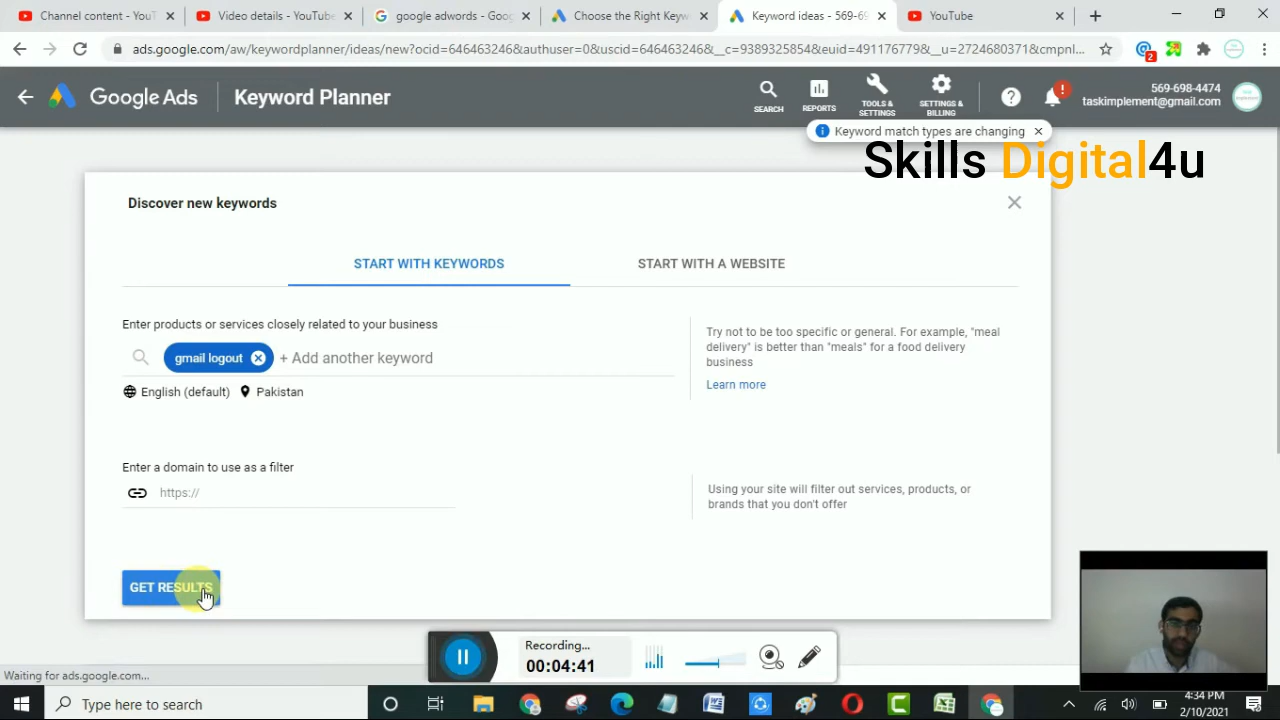 Channel content - YouT
Video details - YouTube
google adwords - Goog
Choose the Right Keyw
Keyword ideas - 569-69
YouTube
ads.google.com/aw/keywordplanner/ideas/new?ocid=646463246&authuser=0&uscid=646463246&__c=9389325854&euid=491176779&__u=2724680371&cmpnl...
2
Google Ads
Keyword Planner
SEARCH
REPORTS
TOOLS &
SETTINGS
SETTINGS &
BILLING
569-698-4474
taskimplement@gmail.com
Keyword match types are changing
Skills Digital4u
Discover new keywords
START WITH KEYWORDS
START WITH A WEBSITE
Enter products or services closely related to your business
gmail logout
+ Add another keyword
English (default)
Pakistan
Try not to be too specific or general. For example, "meal
delivery" is better than "meals" for a food delivery
business
Learn more
Enter a domain to use as a filter
https://
Using your site will filter out services, products, or
brands that you don't offer
GET RESULTS
Recording...
00:04:41
Waiting for ads.google.com...
Type here to search
4:34 PM
2/10/2021